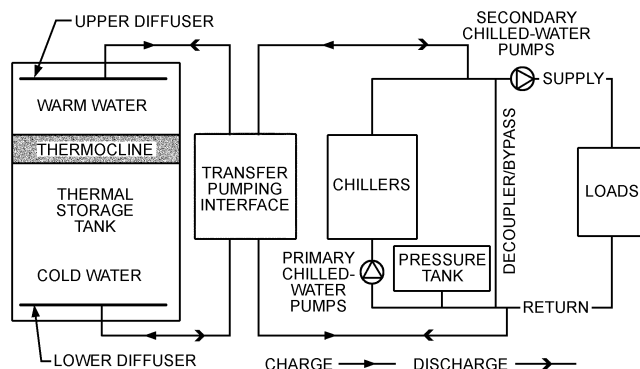 UPPER DIFFUSER
WARM WATER
THERMOCLINE
THERMAL
STORAGE
TANK
COLD WATER
LOWER DIFFUSER
TRANSFER
PUMPING
INTERFACE
CHILLERS
PRIMARY
CHILLED-
WATER
PUMPS
PRESSURE
TANK
DECOUPLER/BYPASS
SECONDARY
CHILLED-WATER
PUMPS
SUPPLY
LOADS
RETURN
CHARGE
DISCHARGE